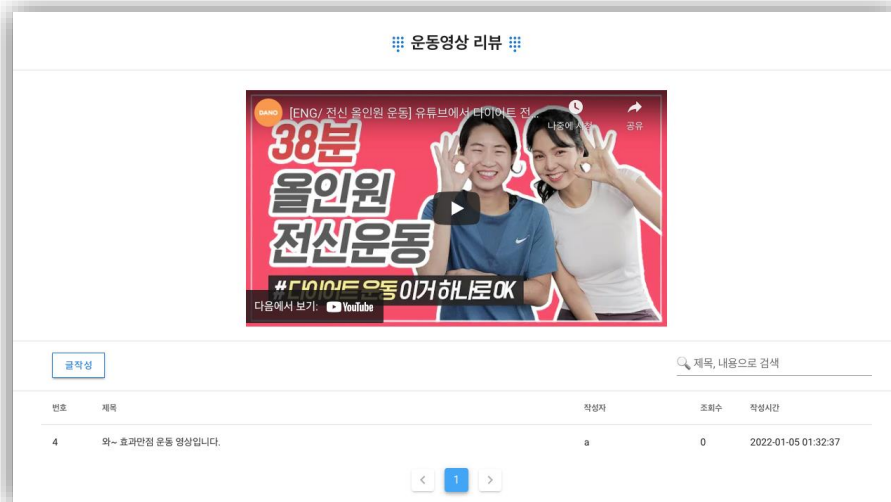 운동영상 리뷰
DANO
[ENG/ 전신 올인원 운동] 유튜브에서 다이어트 전...
나중에 시청
공유
38분
올인원
전신운동
#다이어트 운동 이거 하나로 OK
다음에서 보기: YouTube
글작성
제목, 내용으로 검색
번호 제목 작성자 조회수 작성시간
4 와~ 효과만점 운동 영상입니다. a 0 2022-01-05 01:32:37
1